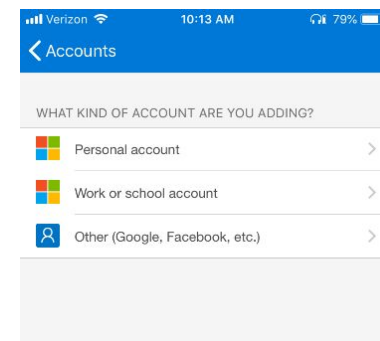 Verizon 10:13 AM 79%
Accounts
WHAT KIND OF ACCOUNT ARE YOU ADDING?
Personal account
Work or school account
Other (Google, Facebook, etc.)